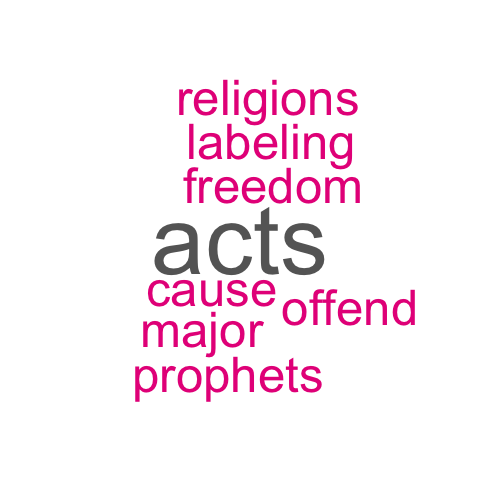 religions
labeling
freedom
acts
cause
offend
major
prophets